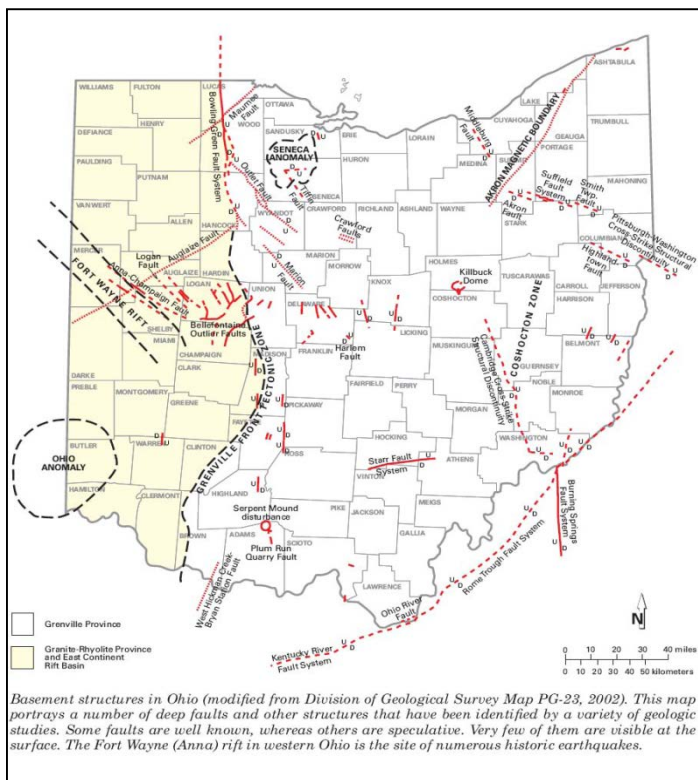 WILLIAMS
FULTON
LUCAS
OTTAWA
ASHTABULA
LAKE
Maumee Fault
WOOD
SANDUSKY
ERIE
LORAIN
CUYAHOGA
GEAUGA
TRUMBULL
Middleburg Fault
HENRY
DEFIANCE
Bowling Green Fault System
SENECA ANOMALY
HURON
MEDINA
SUMMIT
PORTAGE
AKRON MAGNETIC BOUNDARY
MAHONING
PAULDING
PUTNAM
Outlet Fault
Tiffin Fault
SENECA
Suffield Fault System
Smith Twp. Fault
Akron Fault
VAN WERT
ALLEN
HANCOCK
WYANDOT
CRAWFORD
RICHLAND
ASHLAND
WAYNE
STARK
Pittsburgh-Washington
Cross-Strike Structural
Discontinuity
COLUMBIANA
Crawford Faults
Auglaize Fault
MERCER
AUGLAIZE
HARDIN
MARION
Marion Fault
MORROW
HOLMES
Highland-
town
Fault
Logan
Fault
Anna-Champaign Fault
LOGAN
FORT WAYNE RIFT
UNION
DELAWARE
KNOX
Killbuck
Dome
COSHOCTON
TUSCARAWAS
CARROLL
HARRISON
JEFFERSON
SHELBY
MIAMI
Bellefontaine
Outlier Faults
CHAMPAIGN
CLARK
MADISON
FRANKLIN
Harlem
Fault
LICKING
MUSKINGUM
COSHOCTION ZONE
GUERNSEY
BELMONT
DARKE
PREBLE
MONTGOMERY
GREENE
GRENVILLE FRONT TECTONIC ZONE
PICKAWAY
FAIRFIELD
PERRY
Cambridge Cross-Strike
Structural Discontinuity
NOBLE
MONROE
MORGAN
OHIO
ANOMALY
BUTLER
WARREN
CLINTON
FAY
ROSS
HOCKING
Starr Fault
System
VINTON
ATHENS
WASHINGTON
HAMILTON
CLERMONT
HIGHLAND
Serpent Mound
disturbance
PIKE
JACKSON
MEIGS
Burning Springs
Fault System
BROWN
ADAMS
SCIOTO
GALLIA
Plum Run
Quarry Fault
Rome Trough Fault System
West Hickman Creek-
Bryan Station Fault
LAWRENCE
Ohio River
Fault
Kentucky River
Fault System
Grenville Province
Granite-Rhyolite Province
and East Continent
Rift Basin
N
0 10 20 30 40 miles
0 10 20 30 40 50 kilometers
Basement structures in Ohio (modified from Division of Geological Survey Map PG-23, 2002). This map
portrays a number of deep faults and other structures that have been identified by a variety of geologic
studies. Some faults are well known, whereas others are speculative. Very few of them are visible at the
surface. The Fort Wayne (Anna) rift in western Ohio is the site of numerous historic earthquakes.